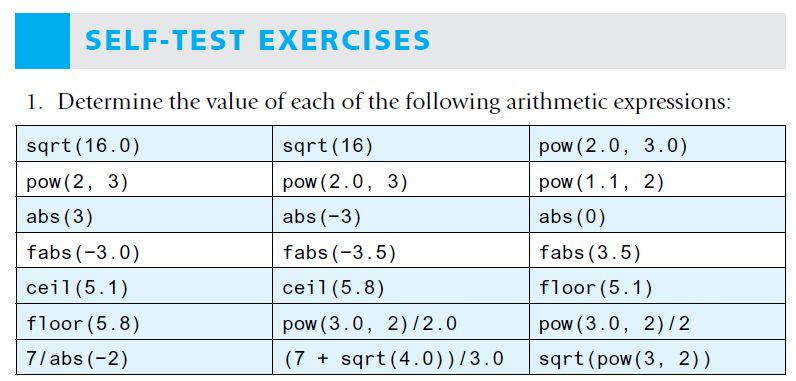 SELF-TEST EXERCISES
1. Determine the value of each of the following arithmetic expressions:
sqrt(16.0) sqrt(16) pow(2.0, 3.0)
pow(2, 3) pow(2.0, 3) pow(1.1, 2)
abs(3) abs(−3) abs(0)
fabs(−3.0) fabs(−3.5) fabs(3.5)
ceil(5.1) ceil(5.8) floor(5.1)
floor(5.8) pow(3.0, 2)/2.0 pow(3.0, 2)/2
7/abs(−2) (7 + sqrt(4.0))/3.0 sqrt(pow(3, 2))